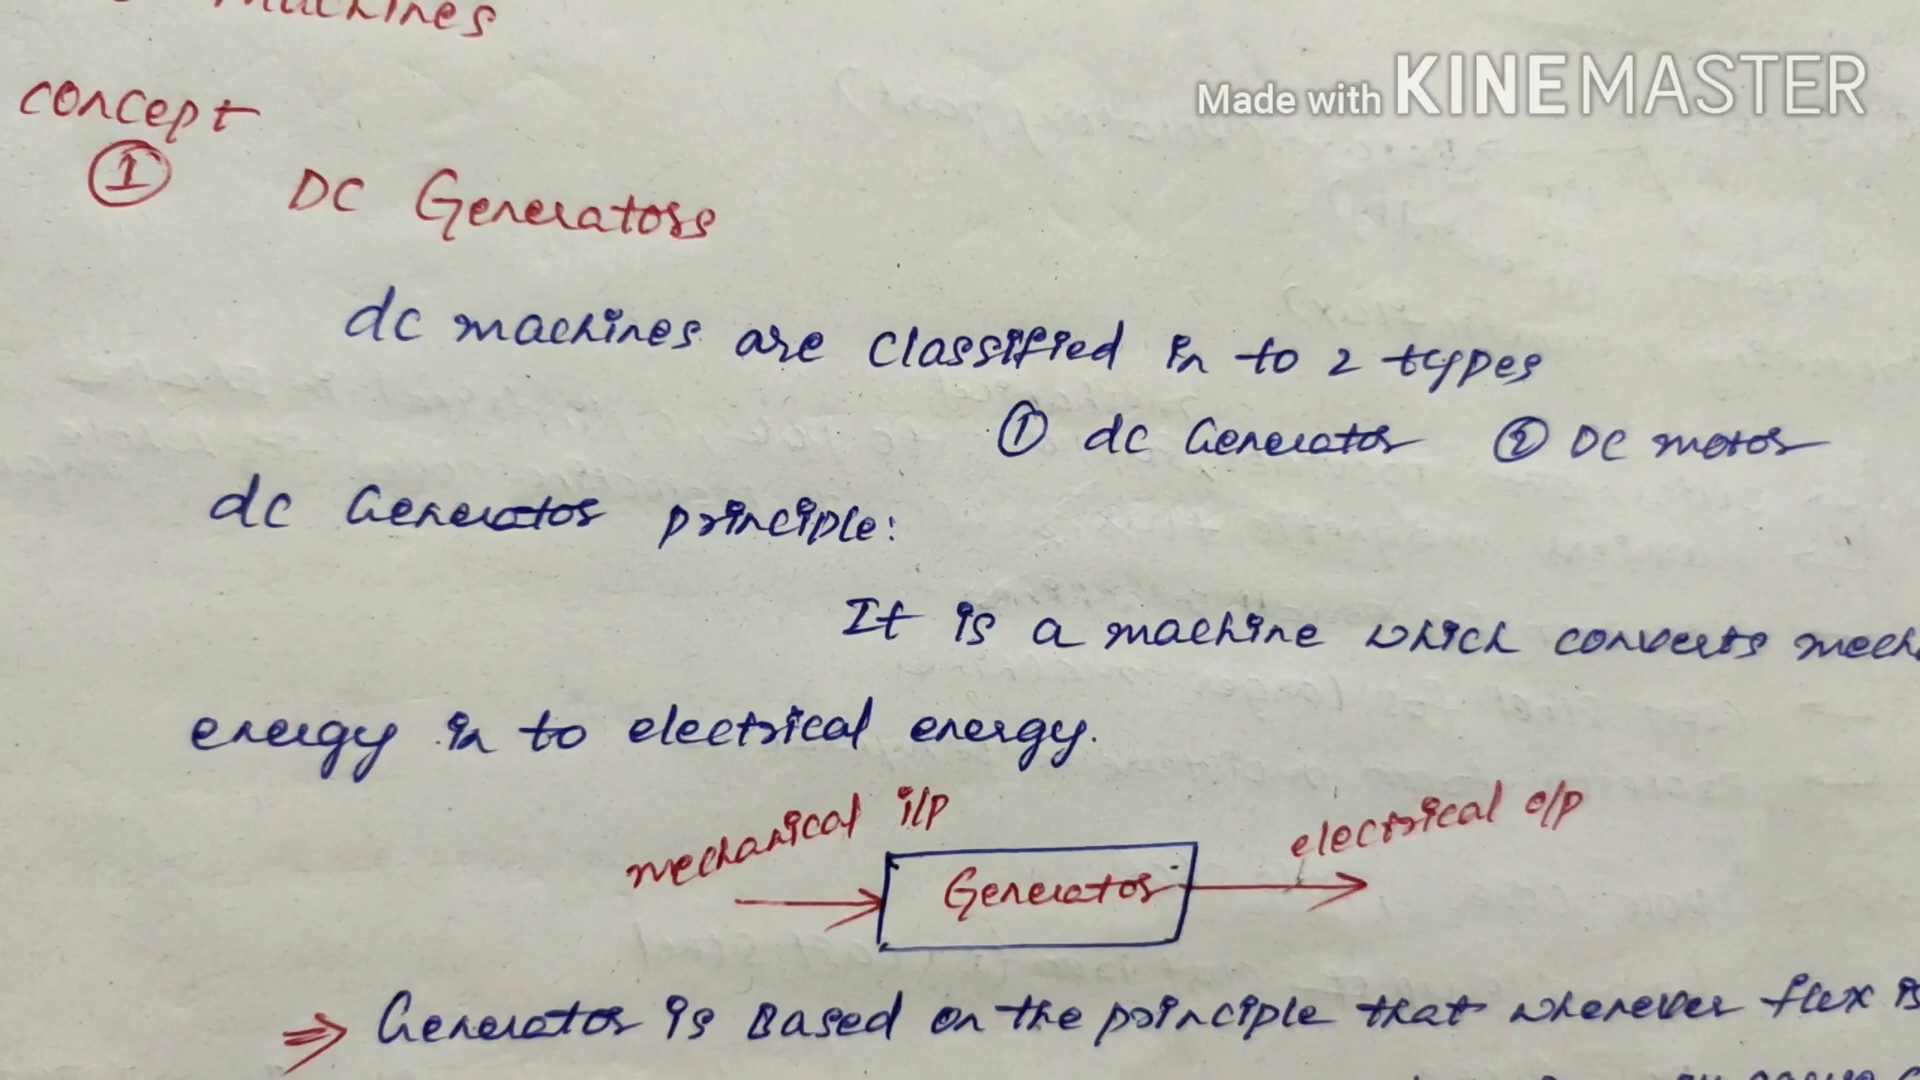 machines
Made with KINEMASTER
concept
① DC Generators
dc machines are classified in to 2 types
① dc Generator ② DC motor
dc Generator principle:
It is a machine which converts mech
energy in to electrical energy.
mechanical i/p
electrical o/p
Generator
⇒ Generator is Based on the principle that whenever flux is